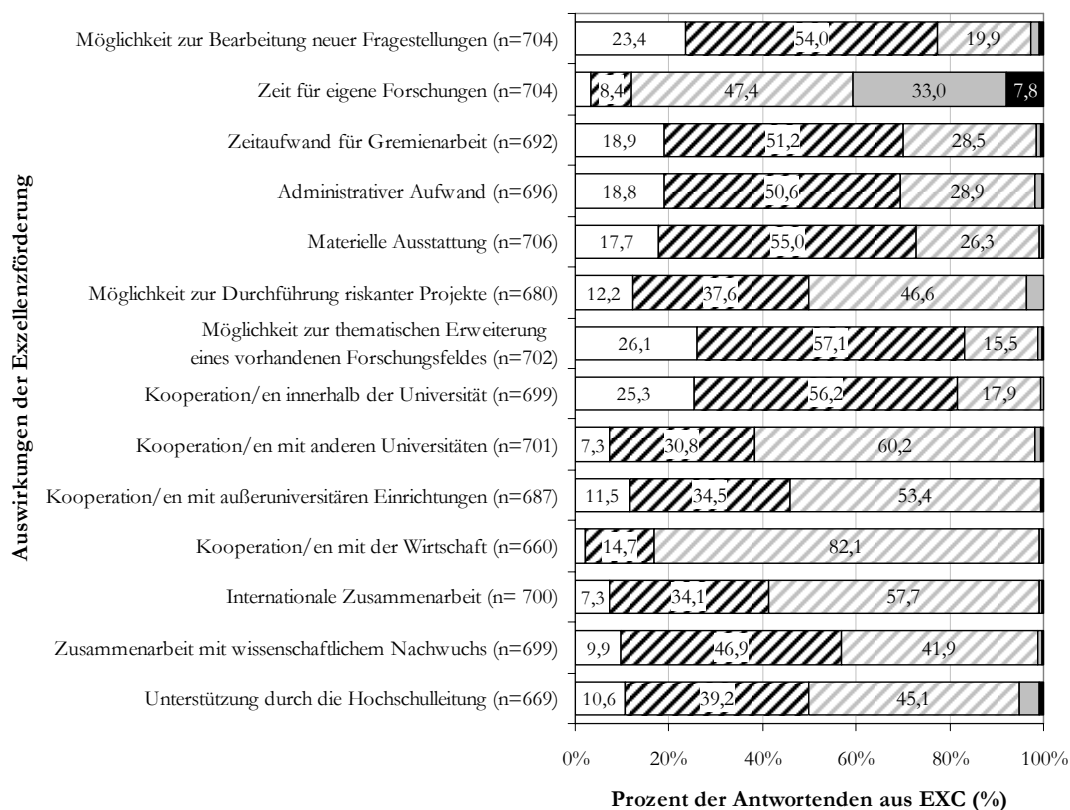 Auswirkungen der Exzellenzförderung
Möglichkeit zur Bearbeitung neuer Fragestellungen (n=704) 23,4 54,0 19,9
Zeit für eigene Forschungen (n=704) 8,4 47,4 33,0 7,8
Zeitaufwand für Gremienarbeit (n=692) 18,9 51,2 28,5
Administrativer Aufwand (n=696) 18,8 50,6 28,9
Materielle Ausstattung (n=706) 17,7 55,0 26,3
Möglichkeit zur Durchführung riskanter Projekte (n=680) 12,2 37,6 46,6
Möglichkeit zur thematischen Erweiterung
eines vorhandenen Forschungsfeldes (n=702) 26,1 57,1 15,5
Kooperation/en innerhalb der Universität (n=699) 25,3 56,2 17,9
Kooperation/en mit anderen Universitäten (n=701) 7,3 30,8 60,2
Kooperation/en mit außeruniversitären Einrichtungen (n=687) 11,5 34,5 53,4
Kooperation/en mit der Wirtschaft (n=660) 14,7 82,1
Internationale Zusammenarbeit (n= 700) 7,3 34,1 57,7
Zusammenarbeit mit wissenschaftlichem Nachwuchs (n=699) 9,9 46,9 41,9
Unterstützung durch die Hochschulleitung (n=669) 10,6 39,2 45,1
0% 20% 40% 60% 80% 100%
Prozent der Antwortenden aus EXC (%)